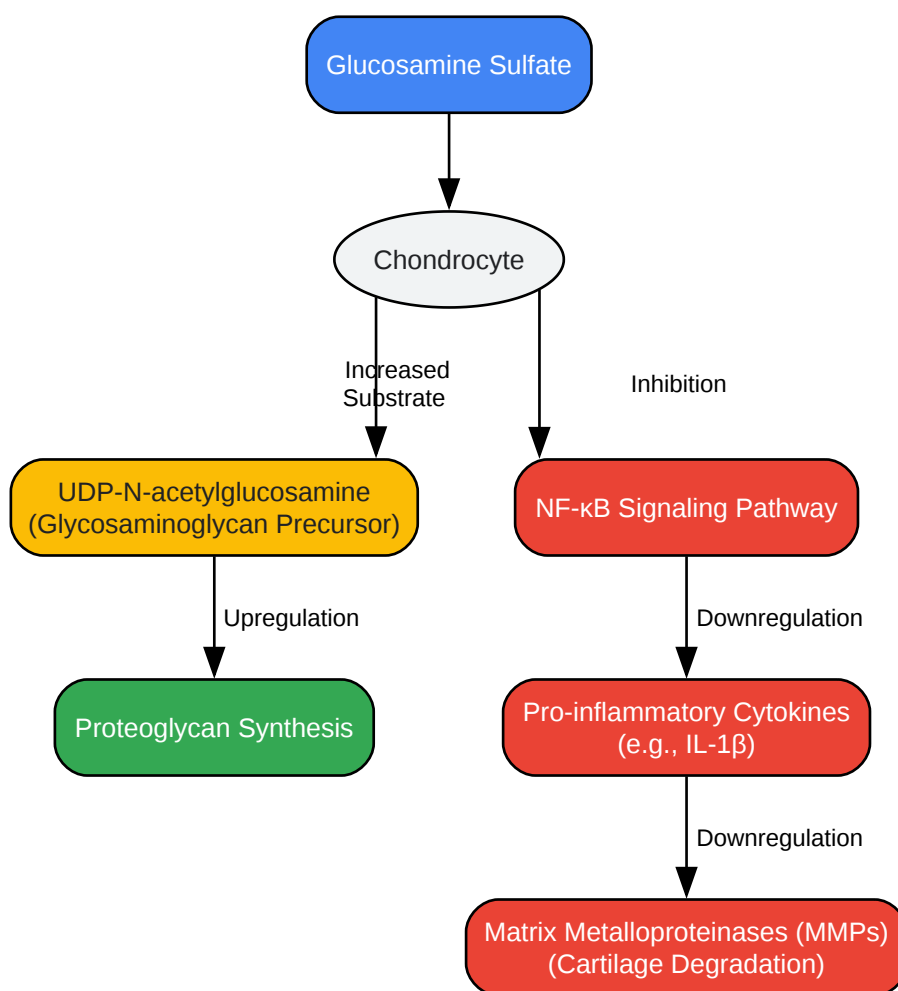 Glucosamine Sulfate
Chondrocyte
Increased
Substrate
Inhibition
UDP-N-acetylglucosamine
(Glycosaminoglycan Precursor)
NF-κB Signaling Pathway
Upregulation
Downregulation
Proteoglycan Synthesis
Pro-inflammatory Cytokines
(e.g., IL-1β)
Downregulation
Matrix Metalloproteinases (MMPs)
(Cartilage Degradation)